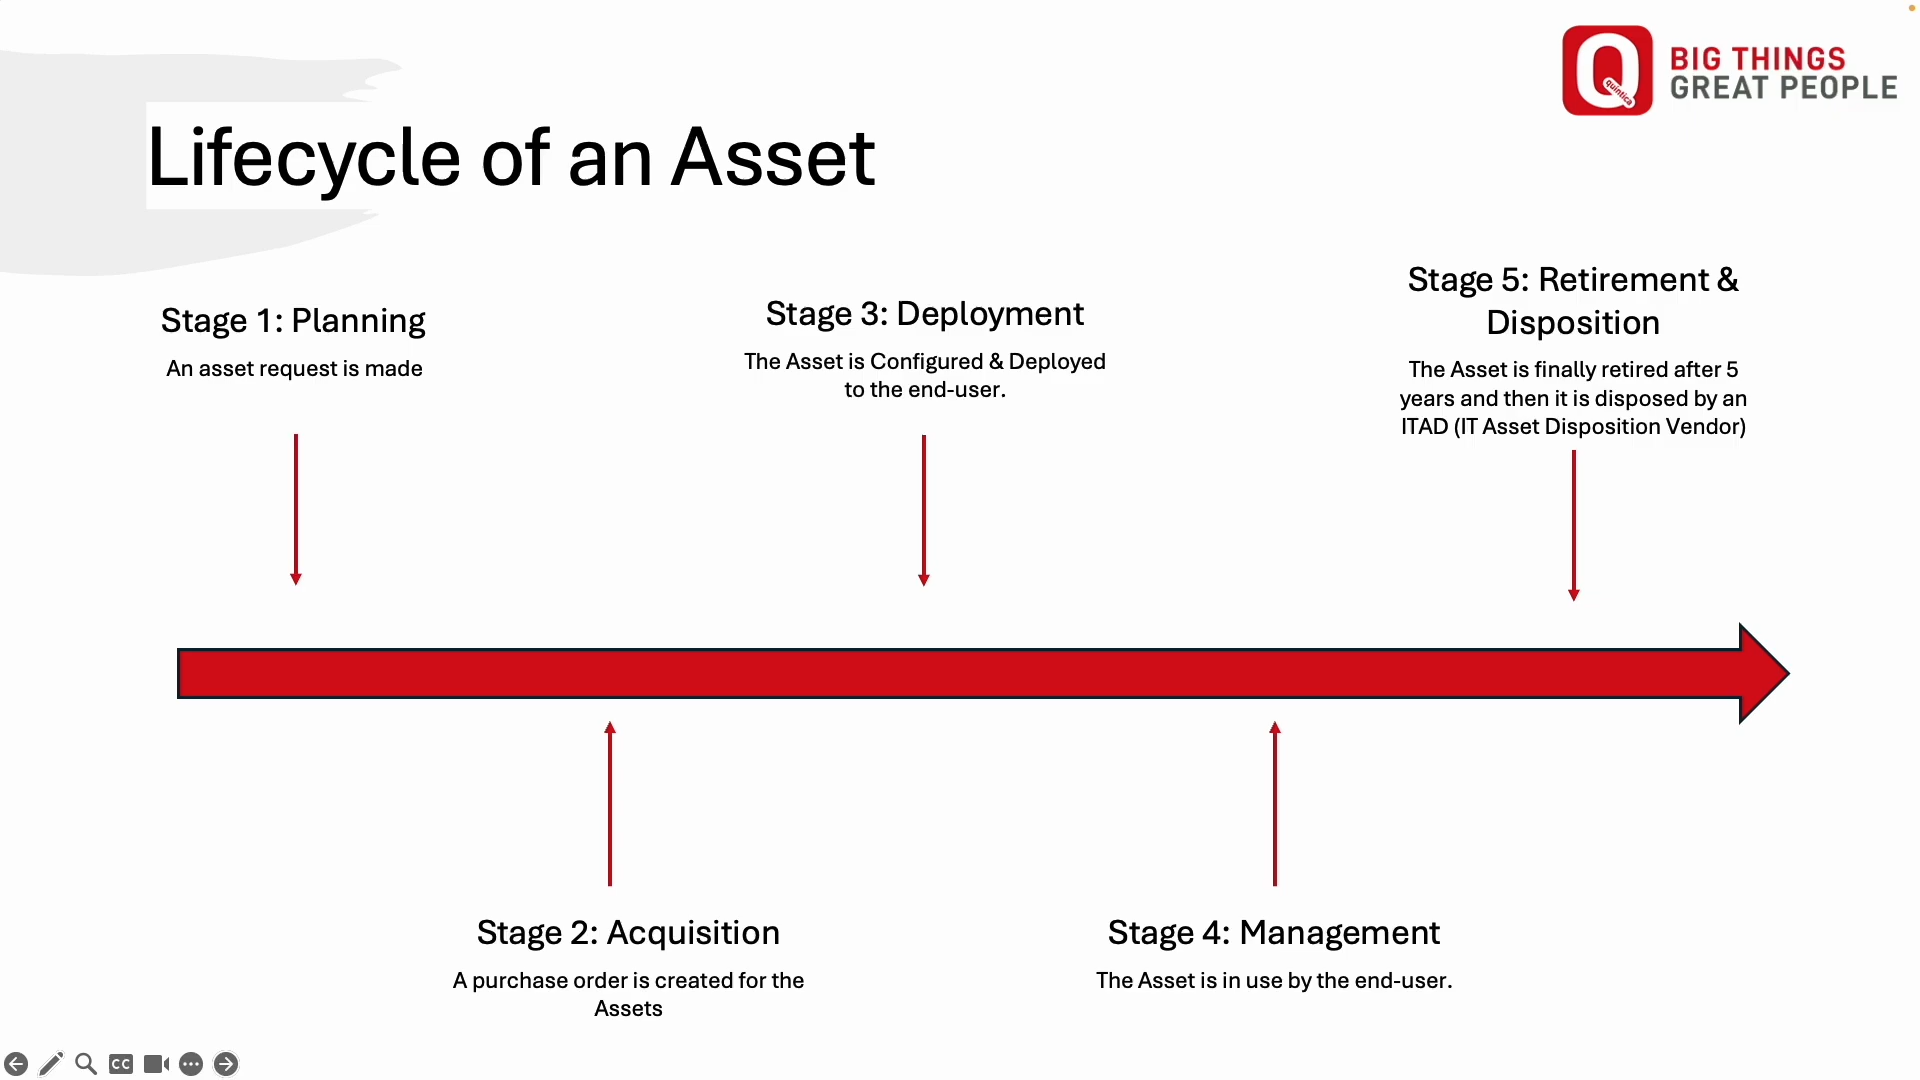 BIG THINGS
GREAT PEOPLE
Quintica
Lifecycle of an Asset
Stage 1: Planning
An asset request is made
Stage 3: Deployment
The Asset is Configured & Deployed
to the end-user.
Stage 5: Retirement &
Disposition
The Asset is finally retired after 5
years and then it is disposed by an
ITAD (IT Asset Disposition Vendor)
Stage 2: Acquisition
A purchase order is created for the
Assets
Stage 4: Management
The Asset is in use by the end-user.
CC